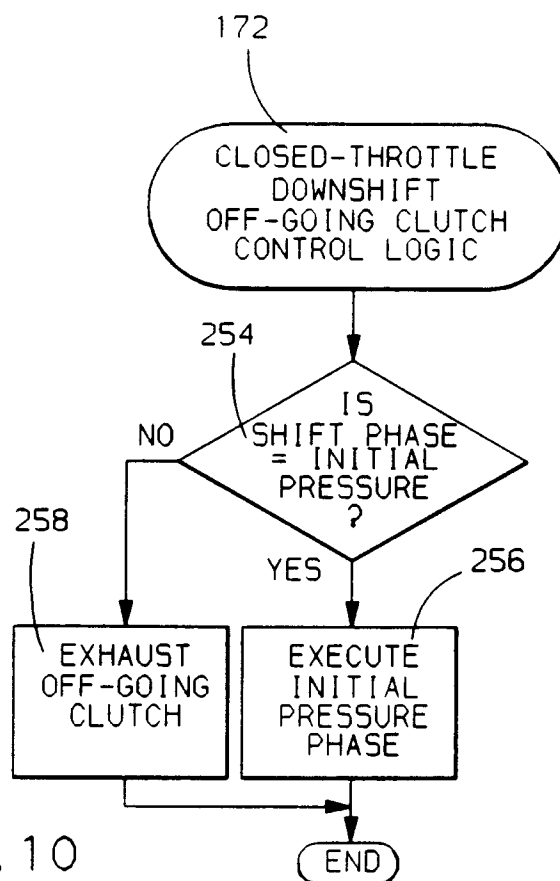 172
CLOSED-THROTTLE
DOWNSHIFT
OFF-GOING CLUTCH
CONTROL LOGIC
254
IS
SHIFT PHASE
= INITIAL
PRESSURE
?
NO
YES
258
256
EXHAUST
OFF-GOING
CLUTCH
EXECUTE
INITIAL
PRESSURE
PHASE
. 10
END